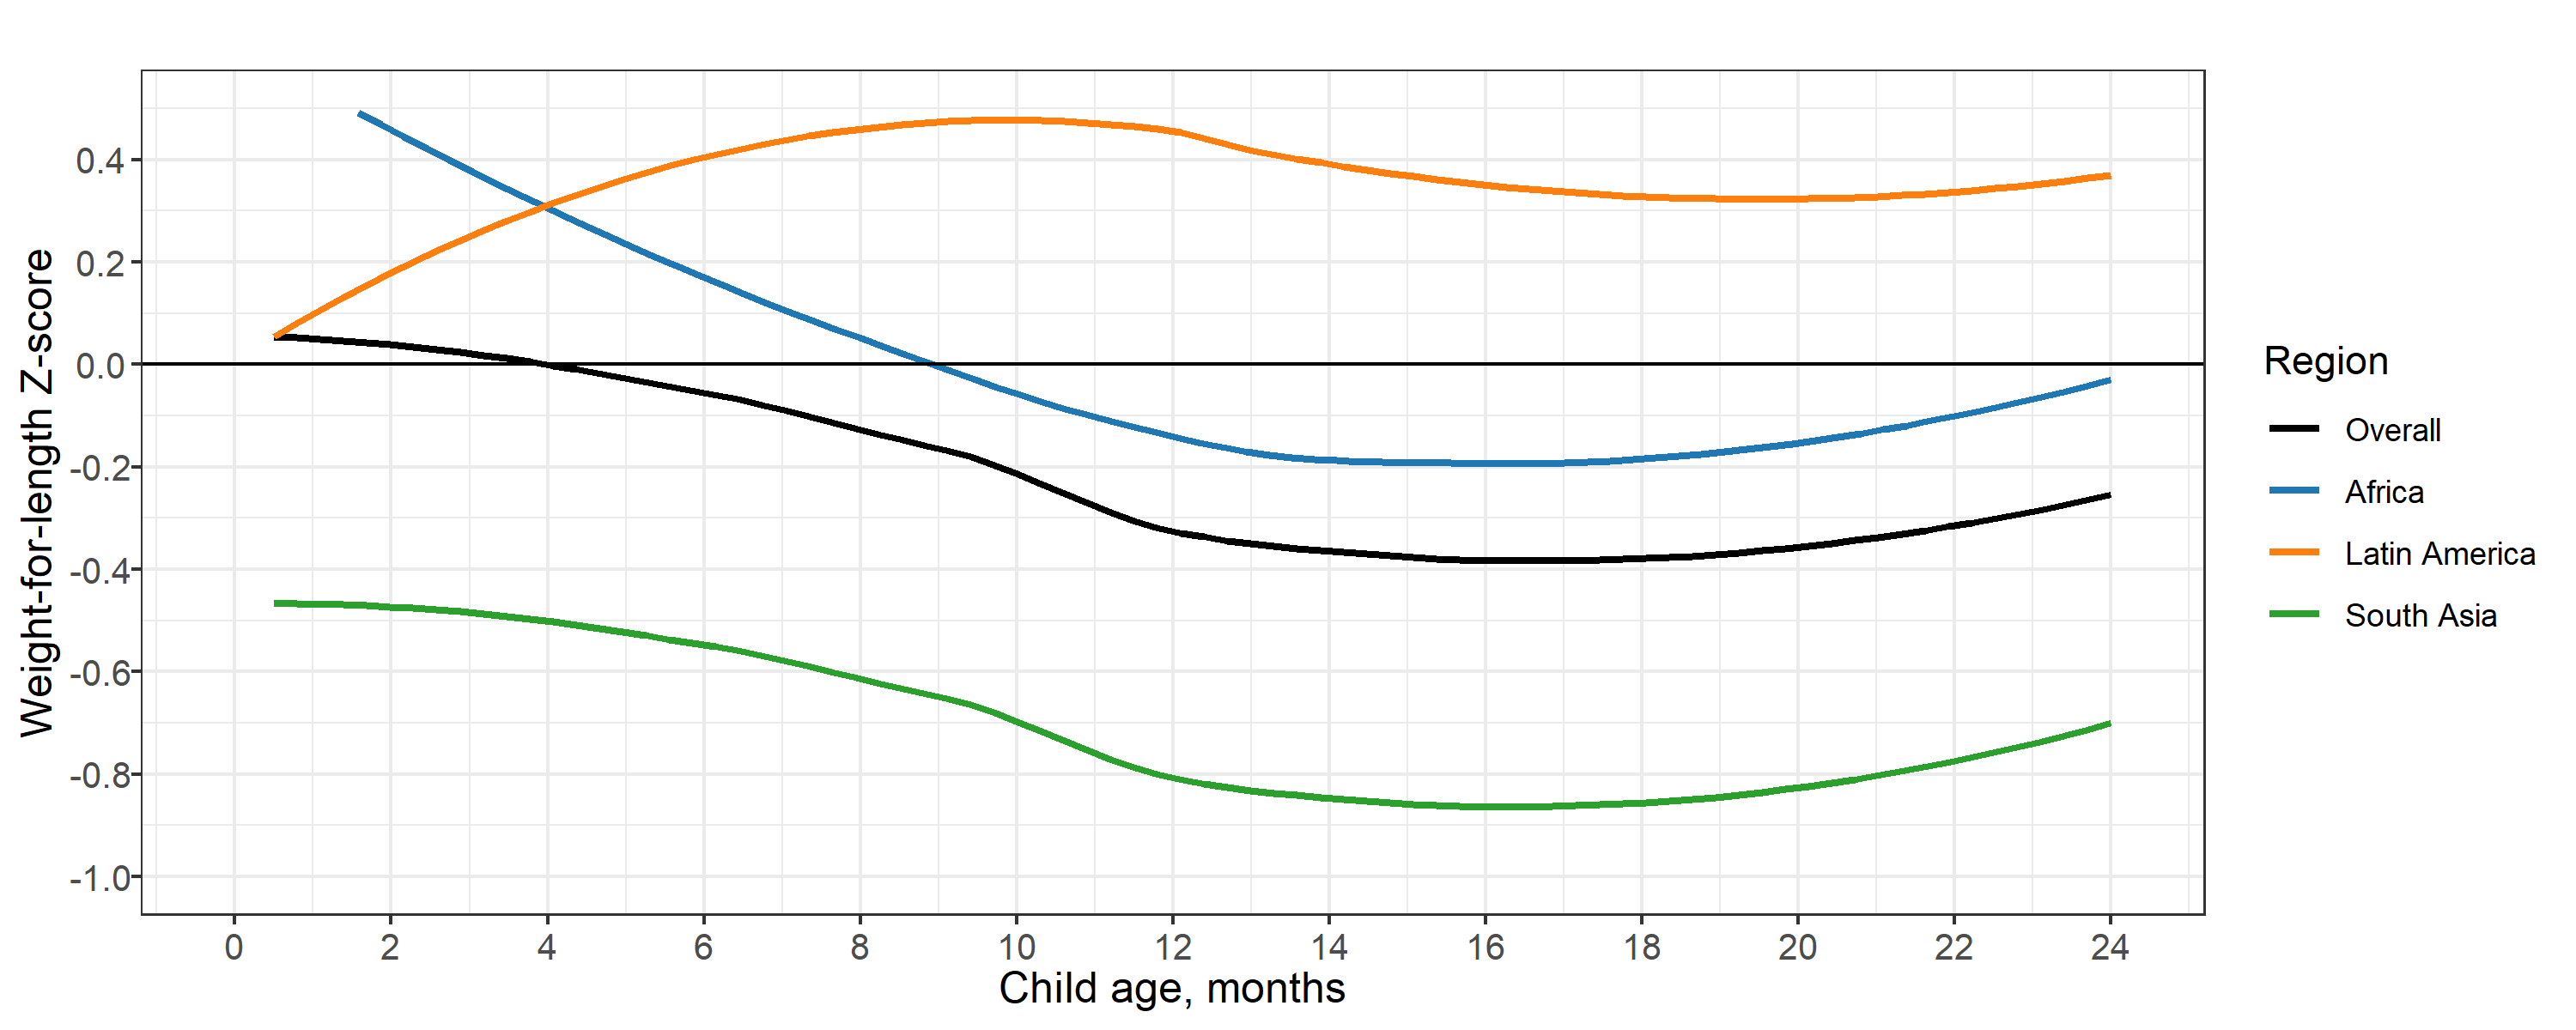 Weight-for-length Z-score
0.4
0.2
0.0
-0.2
-0.4
-0.6
-0.8
-1.0
0 2 4 6 8 10 12 14 16 18 20 22 24
Child age, months
Region
Overall
Africa
Latin America
South Asia